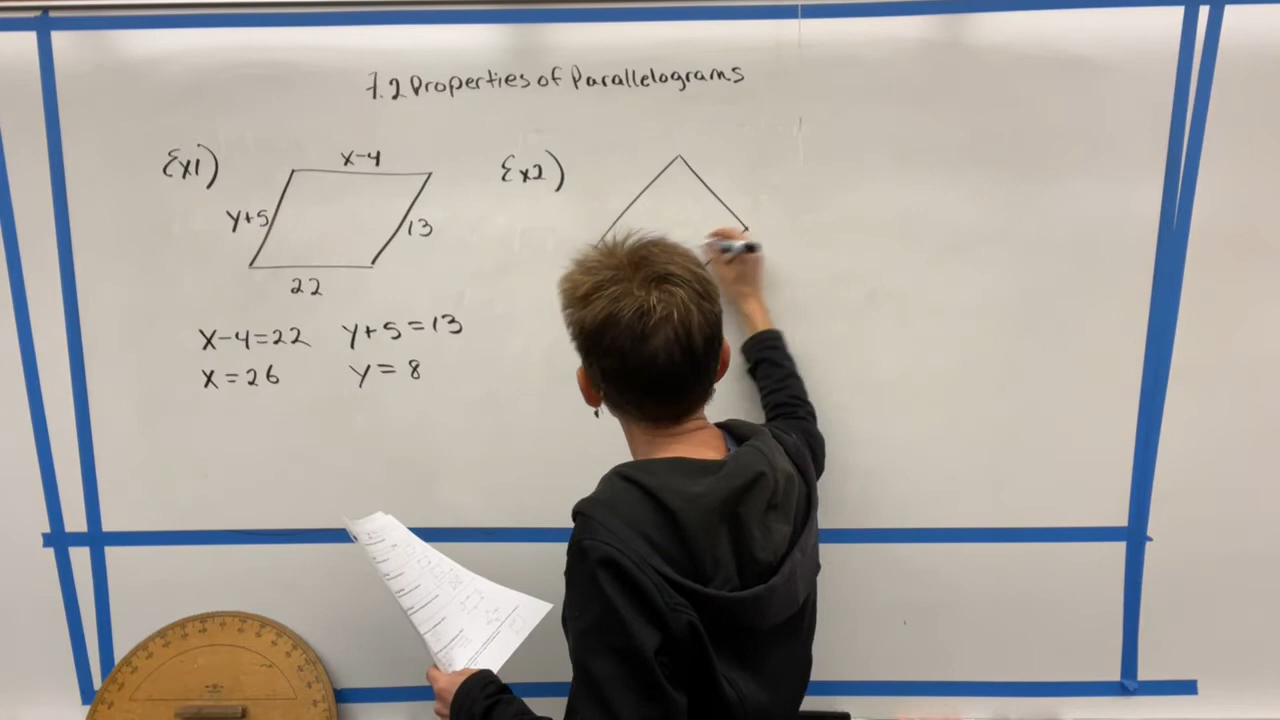 7.2 Properties of Parallelograms
Ex1)
x-4
y+5
13
22
x-4=22
x=26
y+5=13
y=8
Ex2)